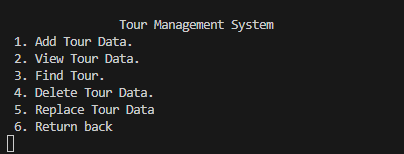 Tour Management System
1. Add Tour Data.
2. View Tour Data.
3. Find Tour.
4. Delete Tour Data.
5. Replace Tour Data
6. Return back